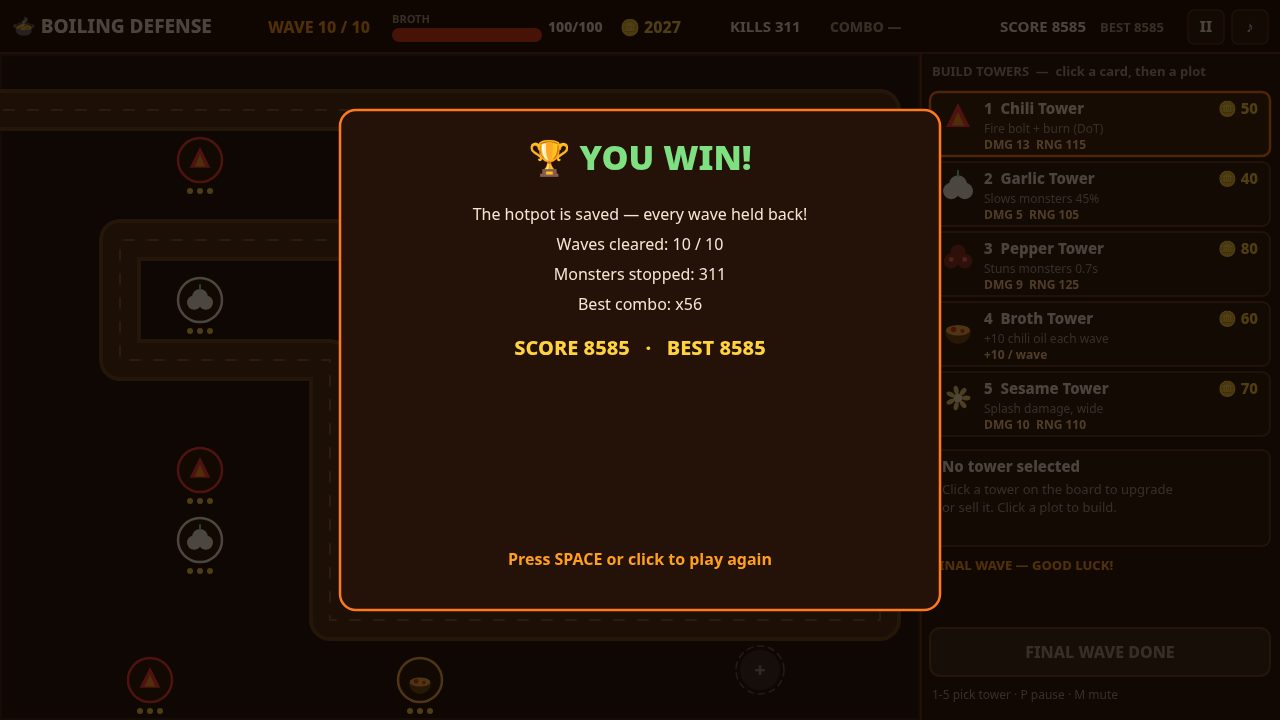 BOILING DEFENSE
WAVE 10 / 10
BROTH
100/100
2027
KILLS 311
COMBO —
SCORE 8585
BEST 8585
II
♪
BUILD TOWERS — click a card, then a plot
1 Chili Tower
50
Fire bolt + burn (DoT)
DMG 13 RNG 115
2 Garlic Tower
40
Slows monsters 45%
DMG 5 RNG 105
3 Pepper Tower
80
Stuns monsters 0.7s
DMG 9 RNG 125
4 Broth Tower
60
+10 chili oil each wave
+10 / wave
5 Sesame Tower
70
Splash damage, wide
DMG 10 RNG 110
No tower selected
Click a tower on the board to upgrade
or sell it. Click a plot to build.
INAL WAVE — GOOD LUCK!
FINAL WAVE DONE
1-5 pick tower · P pause · M mute
🏆 YOU WIN!
The hotpot is saved — every wave held back!
Waves cleared: 10 / 10
Monsters stopped: 311
Best combo: x56
SCORE 8585 · BEST 8585
Press SPACE or click to play again
+